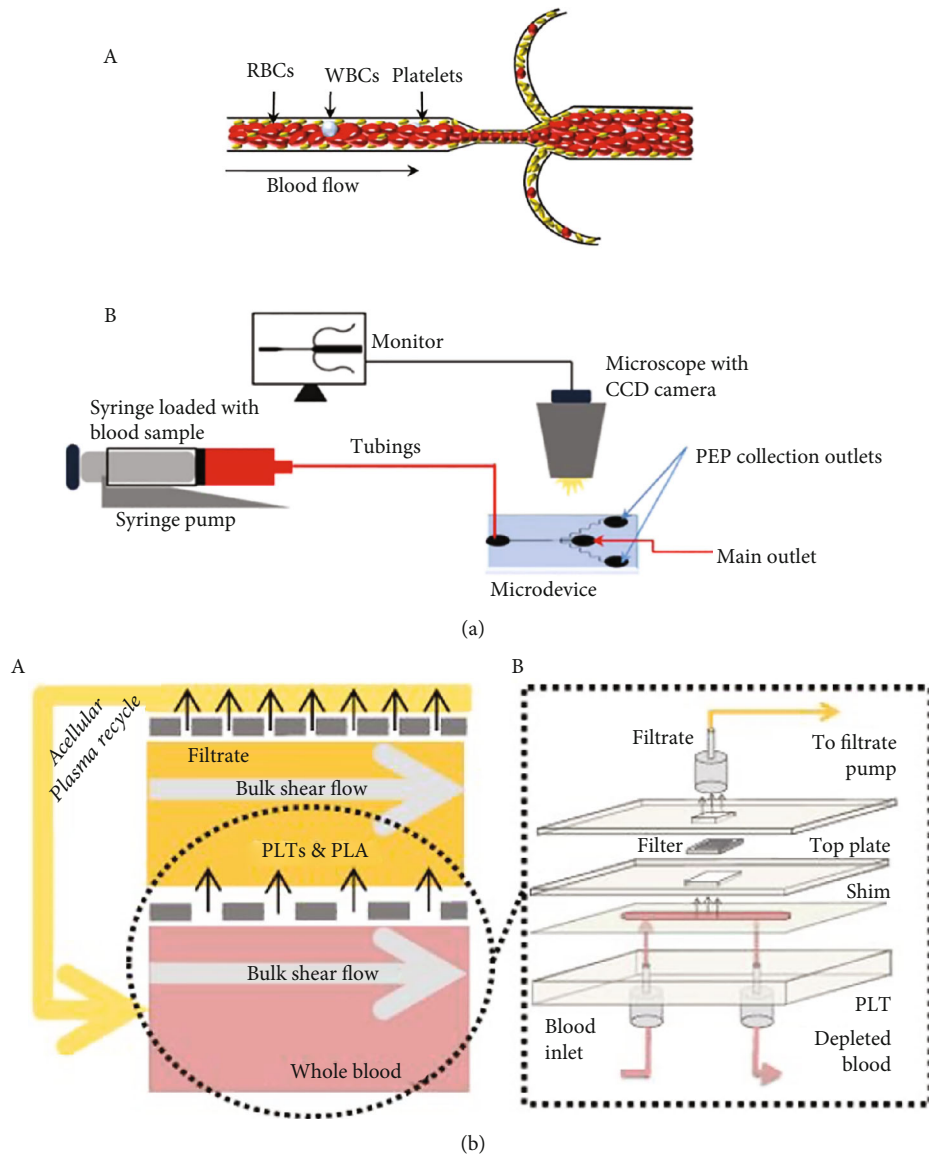 A
RBCs
WBCs
Platelets
Blood flow
B
Monitor
Microscope with
CCD camera
Syringe loaded with
blood sample
Tubings
PEP collection outlets
Syringe pump
Main outlet
Microdevice
(a)
A
Acellular
Plasma recycle
Filtrate
Bulk shear flow
PLTs & PLA
Bulk shear flow
Whole blood
B
Filtrate
To filtrate
pump
Filter
Top plate
Shim
PLT
Blood
inlet
Depleted
blood
(b)